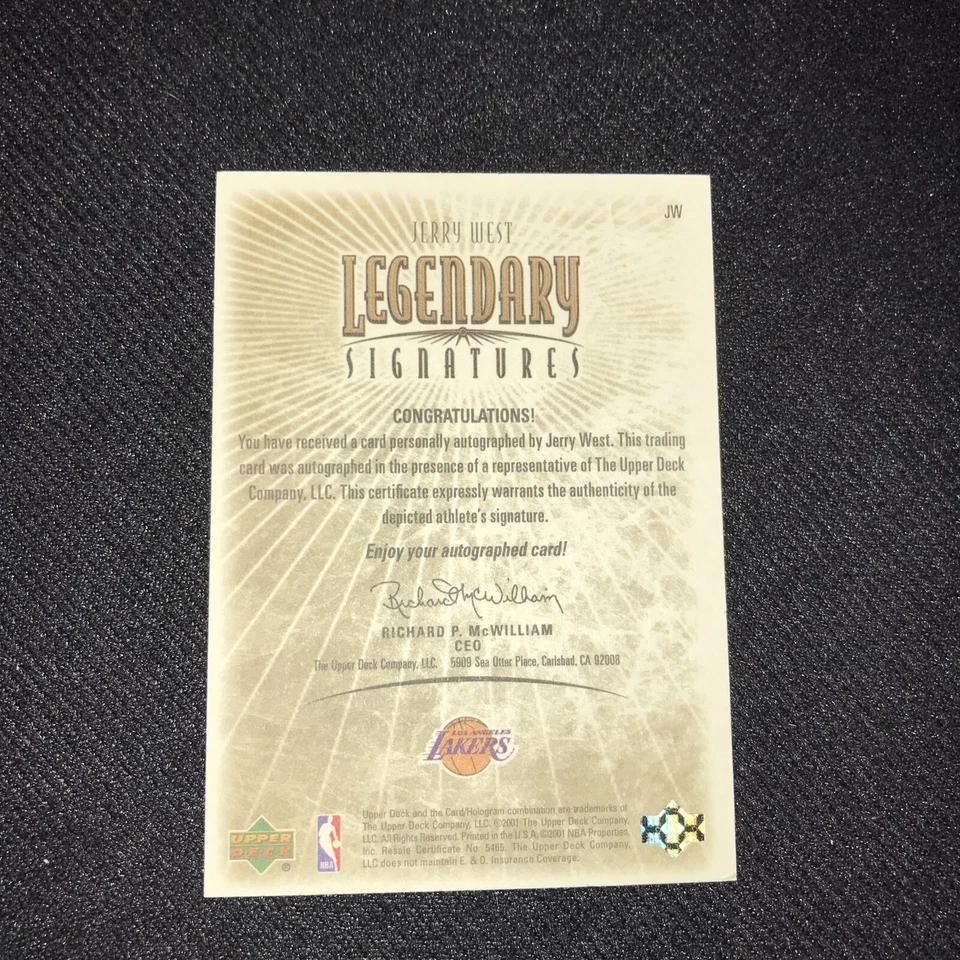 JW
JERRY WEST
LEGENDARY
SIGNATURES
CONGRATULATIONS!
You have received a card personally autographed by Jerry West. This trading
card was autographed in the presence of a representative of The Upper Deck
Company, LLC. This certificate expressly warrants the authenticity of the
depicted athlete's signature.
Enjoy your autographed card!
Richard McWilliam
RICHARD P. McWILLIAM
CEO
The Upper Deck Company, LLC. 5909 Sea Otter Place, Carlsbad, CA 92008
LOS ANGELES
LAKERS
Upper Deck and the Card/Hologram combination are trademarks of
The Upper Deck Company, LLC. ©2001 The Upper Deck Company,
LLC. All Rights Reserved. Printed in the U.S.A. ©2001 NBA Properties,
Inc. Resale Certificate No. 5465. The Upper Deck Company,
LLC does not maintain E. & O. Insurance Coverage.
UPPER
DECK
®
NBA